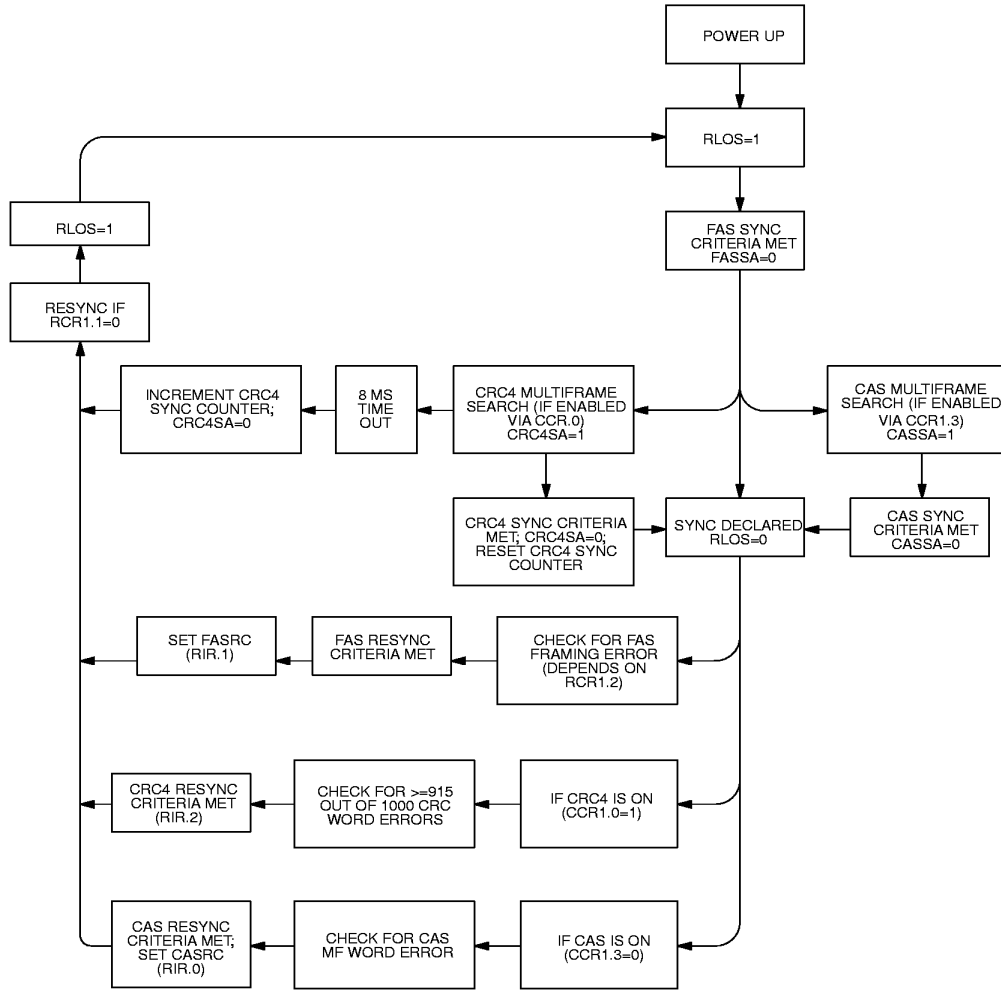 POWER UP
RLOS=1
RLOS=1
FAS SYNC
CRITERIA MET
FASSA=0
RESYNC IF
RCR1.1=0
INCREMENT CRC4
SYNC COUNTER;
CRC4SA=0
8 MS
TIME
OUT
CRC4 MULTIFRAME
SEARCH (IF ENABLED
VIA CCR.0)
CRC4SA=1
CAS MULTIFRAME
SEARCH (IF ENABLED
VIA CCR1.3)
CASSA=1
CRC4 SYNC CRITERIA
MET; CRC4SA=0;
RESET CRC4 SYNC
COUNTER
SYNC DECLARED
RLOS=0
CAS SYNC
CRITERIA MET
CASSA=0
SET FASRC
(RIR.1)
FAS RESYNC
CRITERIA MET
CHECK FOR FAS
FRAMING ERROR
(DEPENDS ON
RCR1.2)
CRC4 RESYNC
CRITERIA MET
(RIR.2)
CHECK FOR >=915
OUT OF 1000 CRC
WORD ERRORS
IF CRC4 IS ON
(CCR1.0=1)
CAS RESYNC
CRITERIA MET;
SET CASRC
(RIR.0)
CHECK FOR CAS
MF WORD ERROR
IF CAS IS ON
(CCR1.3=0)